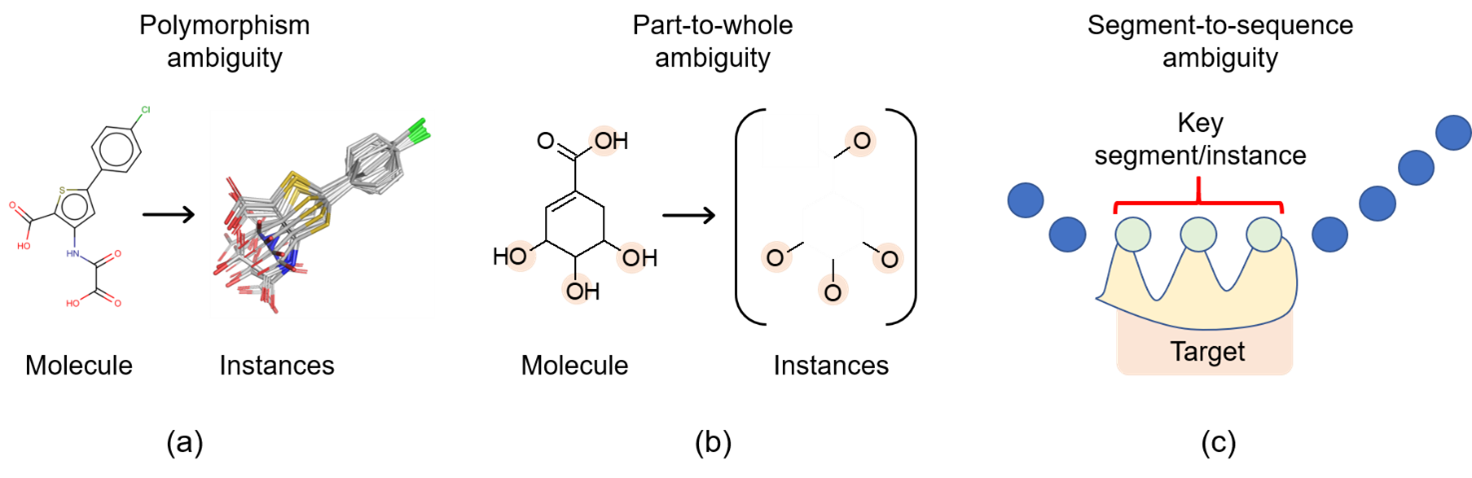 Polymorphism
ambiguity
Part-to-whole
ambiguity
Segment-to-sequence
ambiguity
Cl
S
O
HO
HN
O
HO
O
Molecule
Instances
O
OH
HO
OH
OH
Molecule
O
O
O
O
Instances
Key
segment/instance
Target
(a)
(b)
(c)